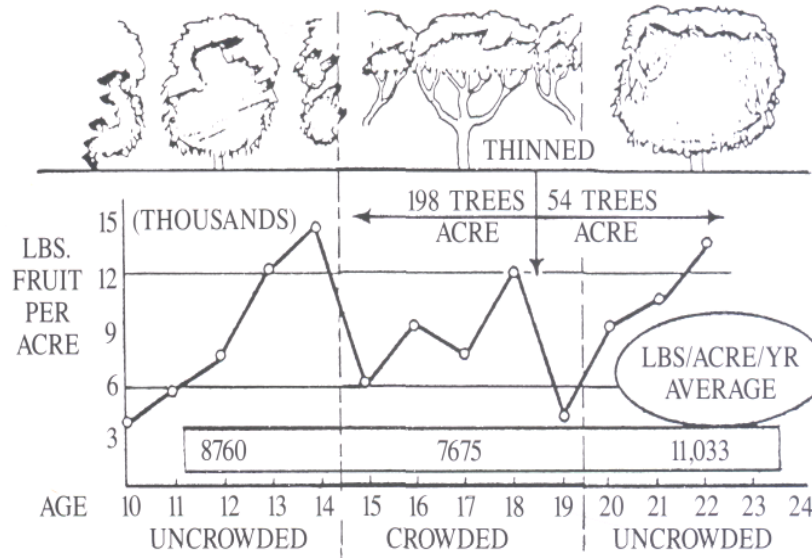 THINNED
198 TREES
ACRE
54 TREES
ACRE
(THOUSANDS)
LBS.
FRUIT
PER
ACRE
15
12
9
6
3
LBS/ACRE/YR
AVERAGE
8760 7675 11,033
AGE 10 11 12 13 14 15 16 17 18 19 20 21 22 23 24
UNCROWDED CROWDED UNCROWDED